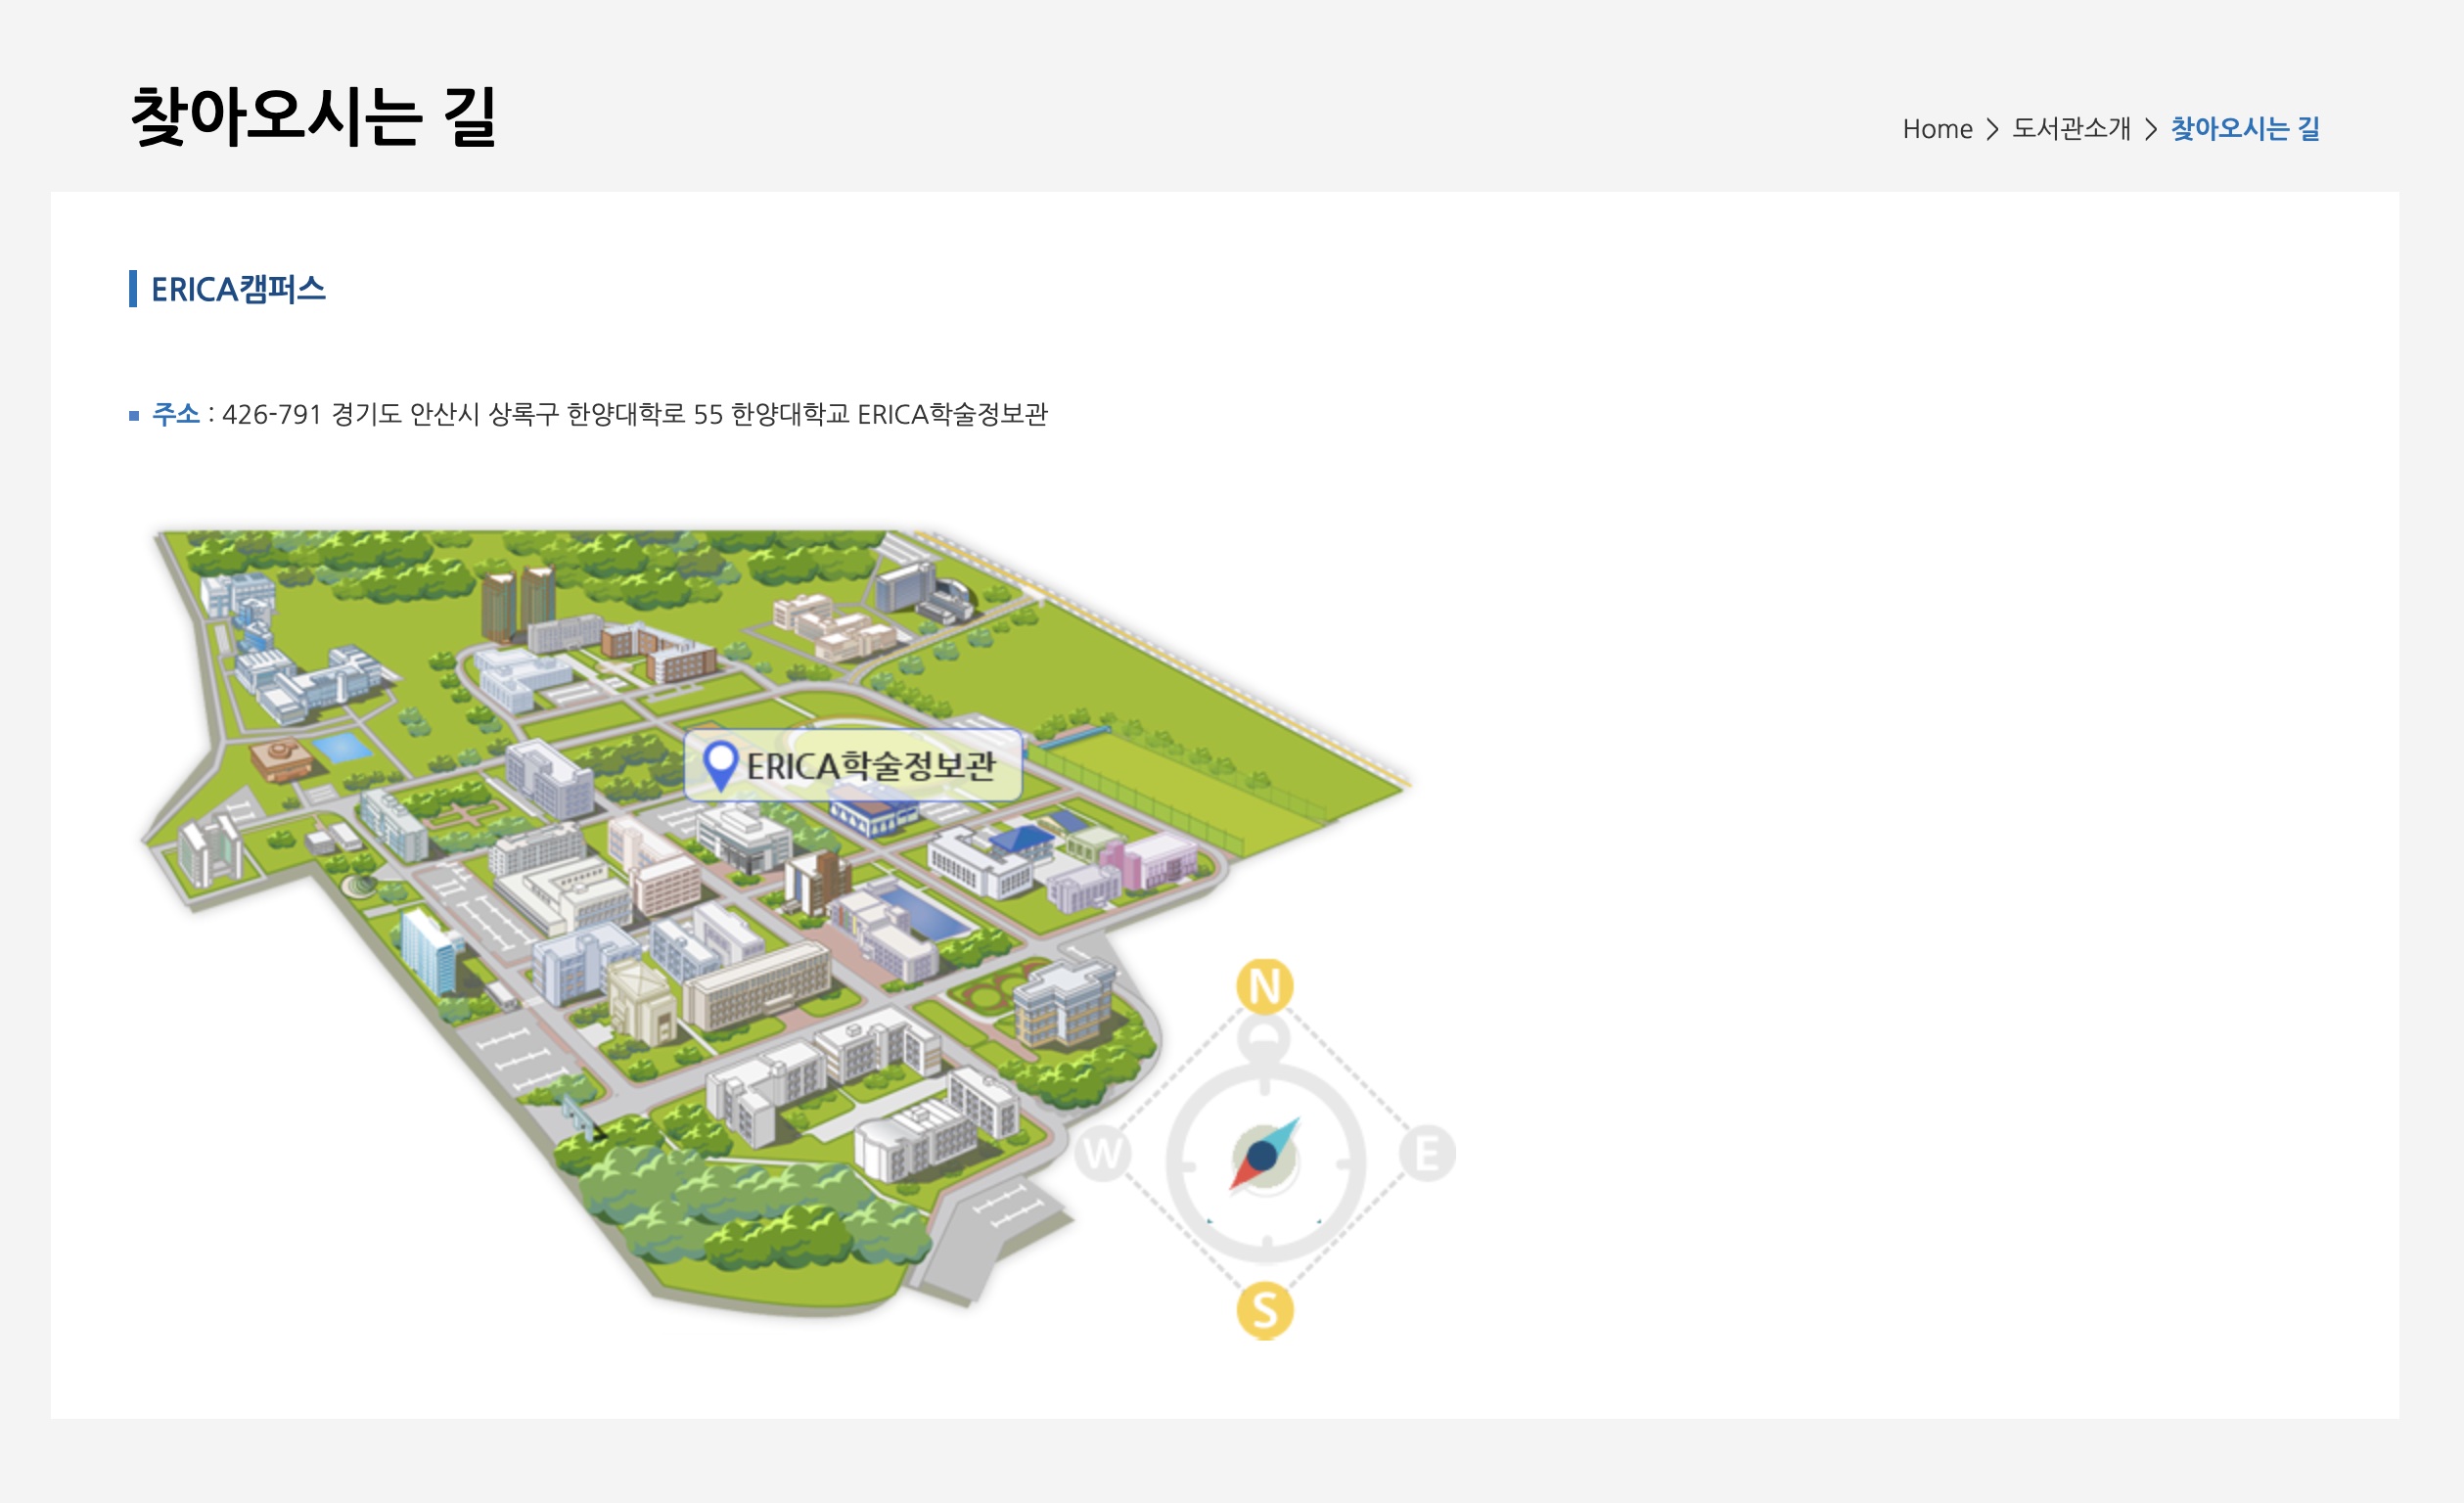 찾아오시는 길
Home > 도서관소개 > 찾아오시는 길
ERICA캠퍼스
주소 : 426-791 경기도 안산시 상록구 한양대학로 55 한양대학교 ERICA학술정보관
ERICA학술정보관
N
W
E
S